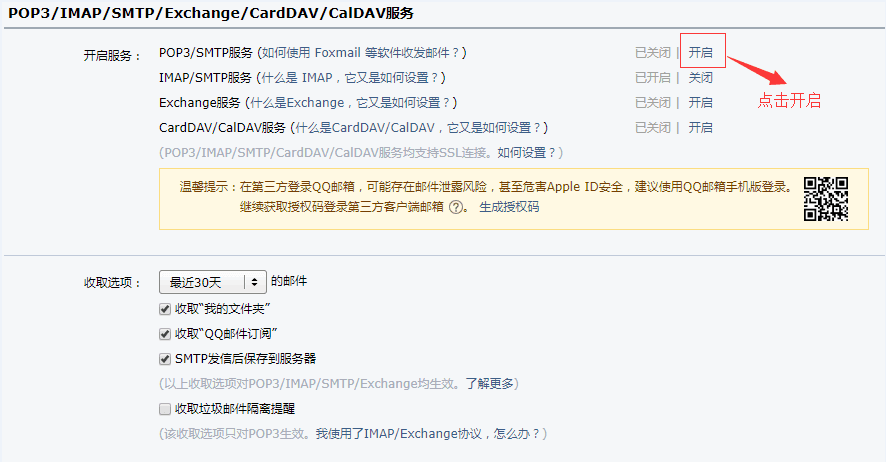 POP3/IMAP/SMTP/Exchange/CardDAV/CalDAV服务
开启服务： POP3/SMTP服务 (如何使用 Foxmail 等软件收发邮件？) 已关闭 | 开启
IMAP/SMTP服务 (什么是 IMAP，它又是如何设置？) 已开启 | 关闭
点击开启
Exchange服务 (什么是Exchange，它又是如何设置？) 已关闭 | 开启
CardDAV/CalDAV服务 (什么是CardDAV/CalDAV，它又是如何设置？) 已关闭 | 开启
(POP3/IMAP/SMTP/CardDAV/CalDAV服务均支持SSL连接。如何设置？)
温馨提示：在第三方登录QQ邮箱，可能存在邮件泄露风险，甚至危害Apple ID安全，建议使用QQ邮箱手机版登录。
继续获取授权码登录第三方客户端邮箱 ?。 生成授权码
收取选项： 最近30天 的邮件
收取“我的文件夹”
收取“QQ邮件订阅”
SMTP发信后保存到服务器
(以上收取选项对POP3/IMAP/SMTP/Exchange均生效。了解更多)
收取垃圾邮件隔离提醒
(该收取选项只对POP3生效。我使用了IMAP/Exchange协议，怎么办？)